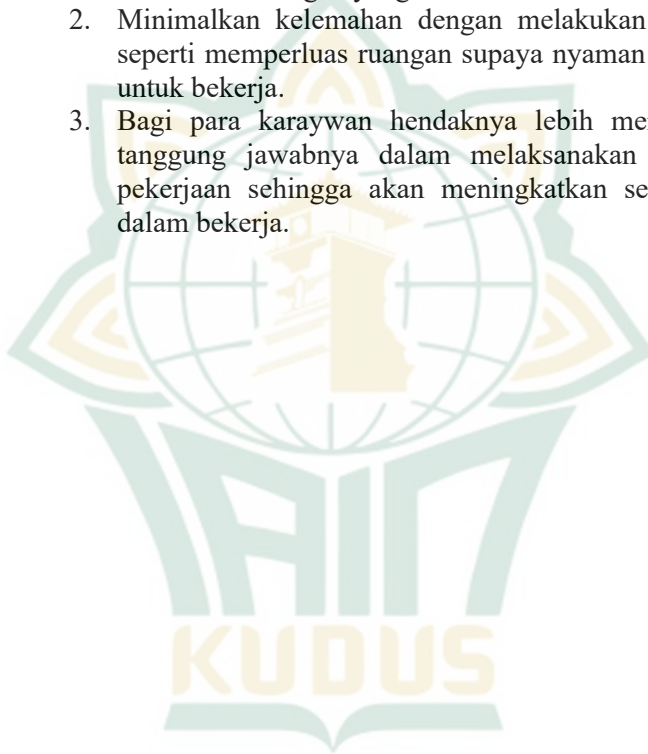 2. Minimalkan kelemahan dengan melakukan
seperti memperluas ruangan supaya nyaman
untuk bekerja.
3. Bagi para karaywan hendaknya lebih me
tanggung jawabnya dalam melaksanakan
pekerjaan sehingga akan meningkatkan se
dalam bekerja.
IAIN
KUDUS